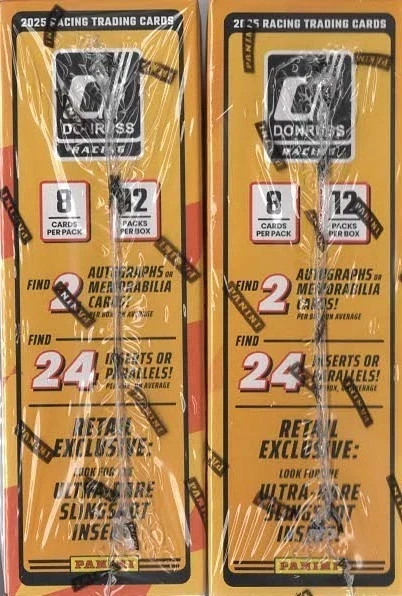 2025 RACING TRADING CARDS
DR
DONRUSS
RACING
8
CARDS
PER PACK
12
PACKS
PER BOX
FIND 2 AUTOGRAPHS OR
MEMORABILIA
CARDS!
PER BOX, ON AVERAGE
FIND
24 INSERTS OR
PARALLELS!
PER BOX, ON AVERAGE
RETAIL
EXCLUSIVE:
LOOK FOR THE
ULTRA-RARE
SLINGSHOT
INSERT
PANINI
2025 RACING TRADING CARDS
DONRUSS
RACING
8
CARDS
PER PACK
12
PACKS
PER BOX
FIND 2 AUTOGRAPHS OR
MEMORABILIA
CARDS!
PER BOX, ON AVERAGE
FIND
24 INSERTS OR
PARALLELS!
PER BOX, ON AVERAGE
RETAIL
EXCLUSIVE:
LOOK FOR THE
ULTRA-RARE
SLINGSHOT
PANINI